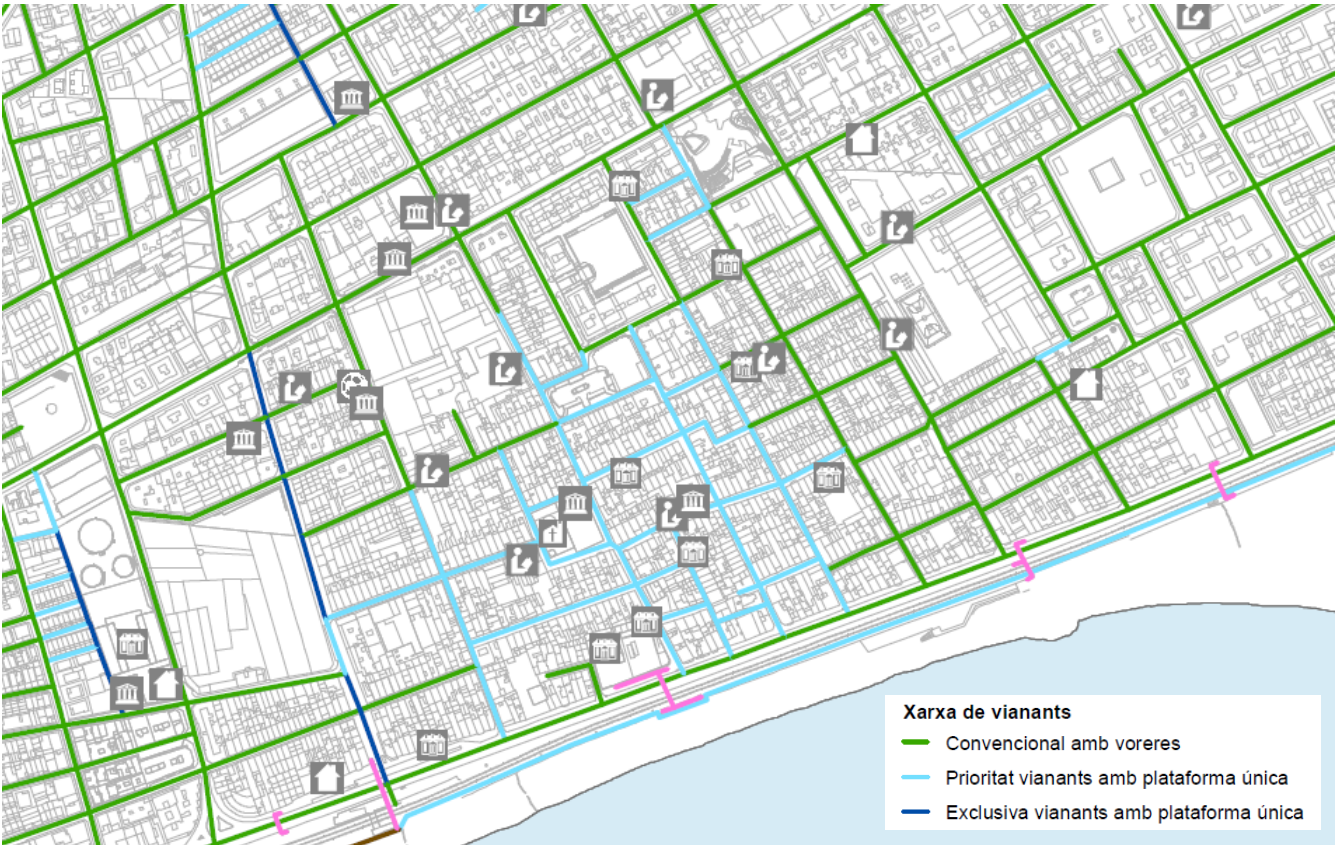 Xarxa de vianants
Convencional amb voreres
Prioritat vianants amb plataforma única
Exclusiva vianants amb plataforma única